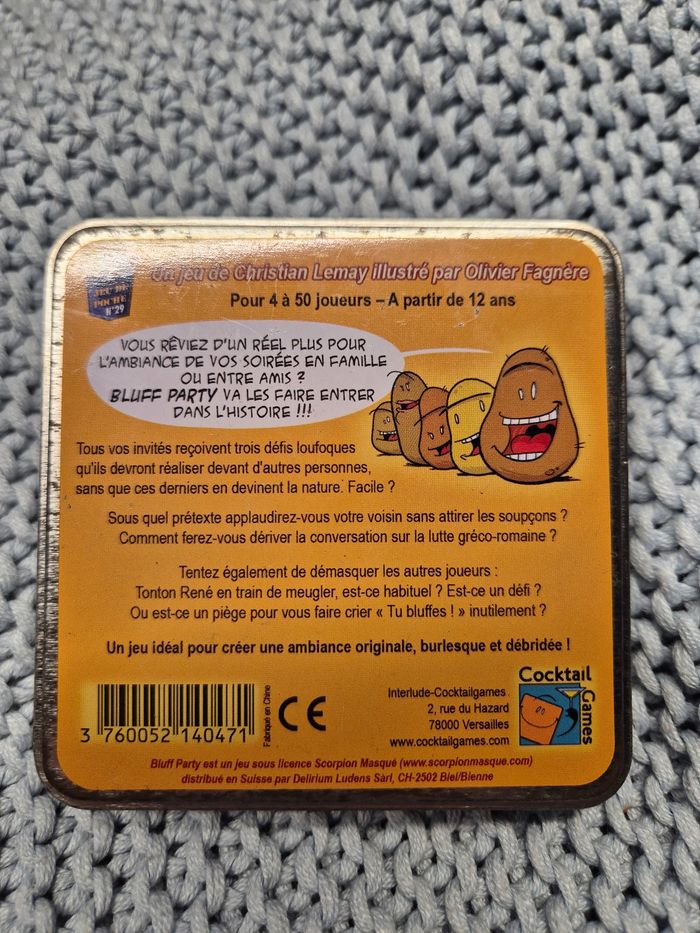 Un jeu de Christian Lemay illustré par Olivier Fagnère
JEU DE
POCHE
N°29
Pour 4 à 50 joueurs – A partir de 12 ans
VOUS RÊVIEZ D'UN RÉEL PLUS POUR
L'AMBIANCE DE VOS SOIRÉES EN FAMILLE
OU ENTRE AMIS ?
BLUFF PARTY VA LES FAIRE ENTRER
DANS L'HISTOIRE !!!
Tous vos invités reçoivent trois défis loufoques
qu'ils devront réaliser devant d'autres personnes,
sans que ces derniers en devinent la nature. Facile ?
Sous quel prétexte applaudirez-vous votre voisin sans attirer les soupçons ?
Comment ferez-vous dériver la conversation sur la lutte gréco-romaine ?
Tentez également de démasquer les autres joueurs :
Tonton René en train de meugler, est-ce habituel ? Est-ce un défi ?
Ou est-ce un piège pour vous faire crier « Tu bluffes ! » inutilement ?
Un jeu idéal pour créer une ambiance originale, burlesque et débridée !
3 760052 140471
Fabriqué en Chine
CE
Interlude-Cocktailgames
2, rue du Hazard
78000 Versailles
www.cocktailgames.com
Cocktail
Games
Bluff Party est un jeu sous licence Scorpion Masqué (www.scorpionmasque.com)
distribué en Suisse par Delirium Ludens Sàrl, CH-2502 Biel/Bienne